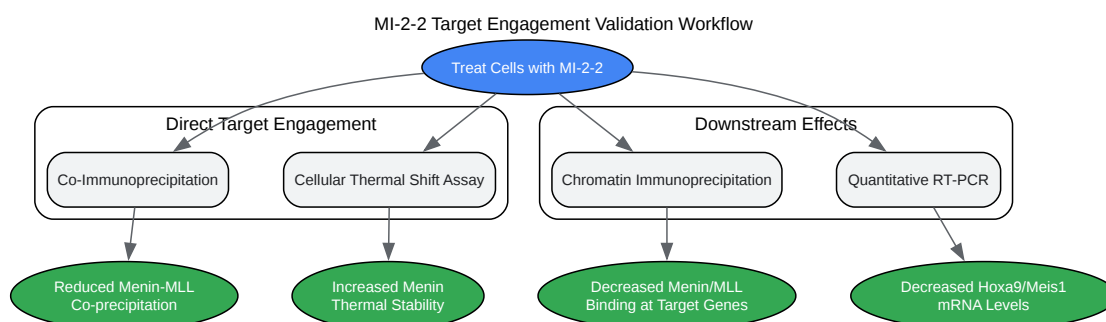 MI-2-2 Target Engagement Validation Workflow
Treat Cells with MI-2-2
Direct Target Engagement
Downstream Effects
Co-Immunoprecipitation
Cellular Thermal Shift Assay
Chromatin Immunoprecipitation
Quantitative RT-PCR
Reduced Menin-MLL
Co-precipitation
Increased Menin
Thermal Stability
Decreased Menin/MLL
Binding at Target Genes
Decreased Hoxa9/Meis1
mRNA Levels